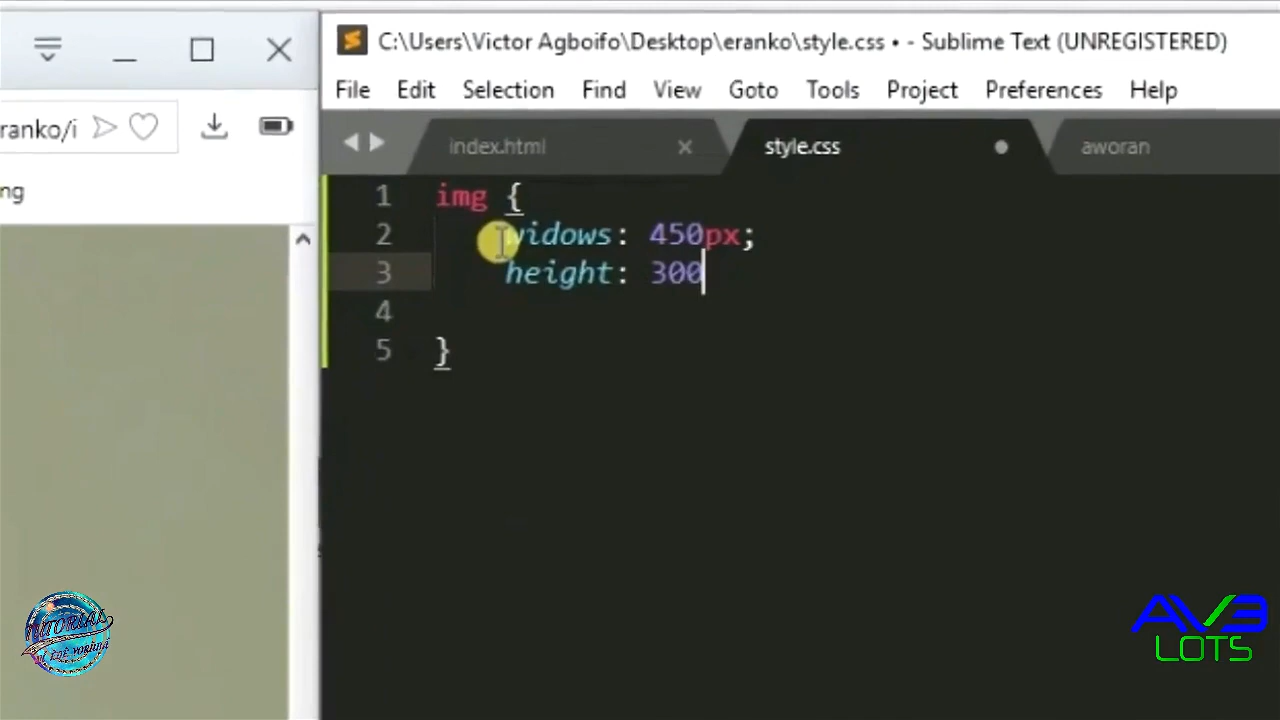 C:\Users\Victor Agboifo\Desktop\eranko\style.css • - Sublime Text (UNREGISTERED)
File Edit Selection Find View Goto Tools Project Preferences Help
ranko/i
ng
index.html style.css aworan
1 img {
2 widows: 450px;
3 height: 300
4
5 }
AV3
LOTS